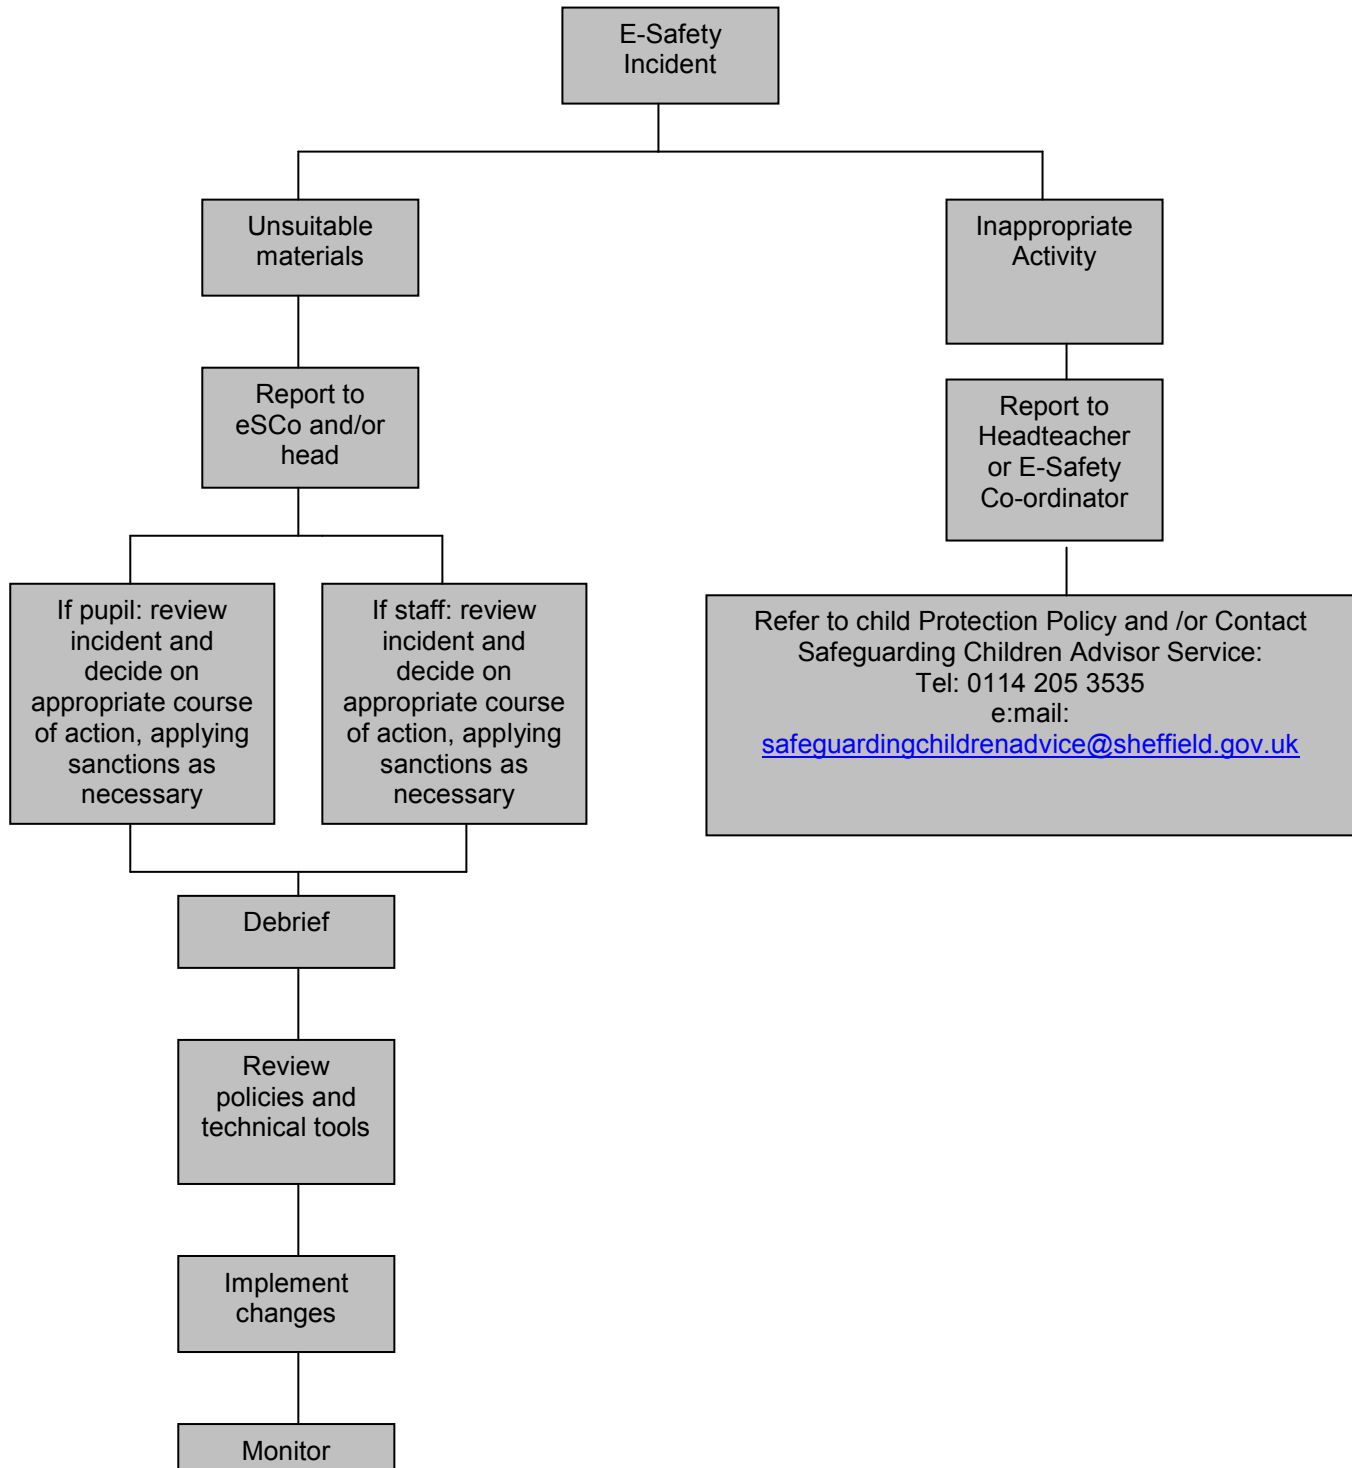 E-Safety
Incident
Unsuitable
materials
Inappropriate
Activity
Report to
eSCo and/or
head
Report to
Headteacher
or E-Safety
Co-ordinator
If pupil: review
incident and
decide on
appropriate course
of action, applying
sanctions as
necessary
If staff: review
incident and
decide on
appropriate course
of action, applying
sanctions as
necessary
Refer to child Protection Policy and /or Contact
Safeguarding Children Advisor Service:
Tel: 0114 205 3535
e:mail:
safeguardingchildrenadvice@sheffield.gov.uk
Debrief
Review
policies and
technical tools
Implement
changes
Monitor